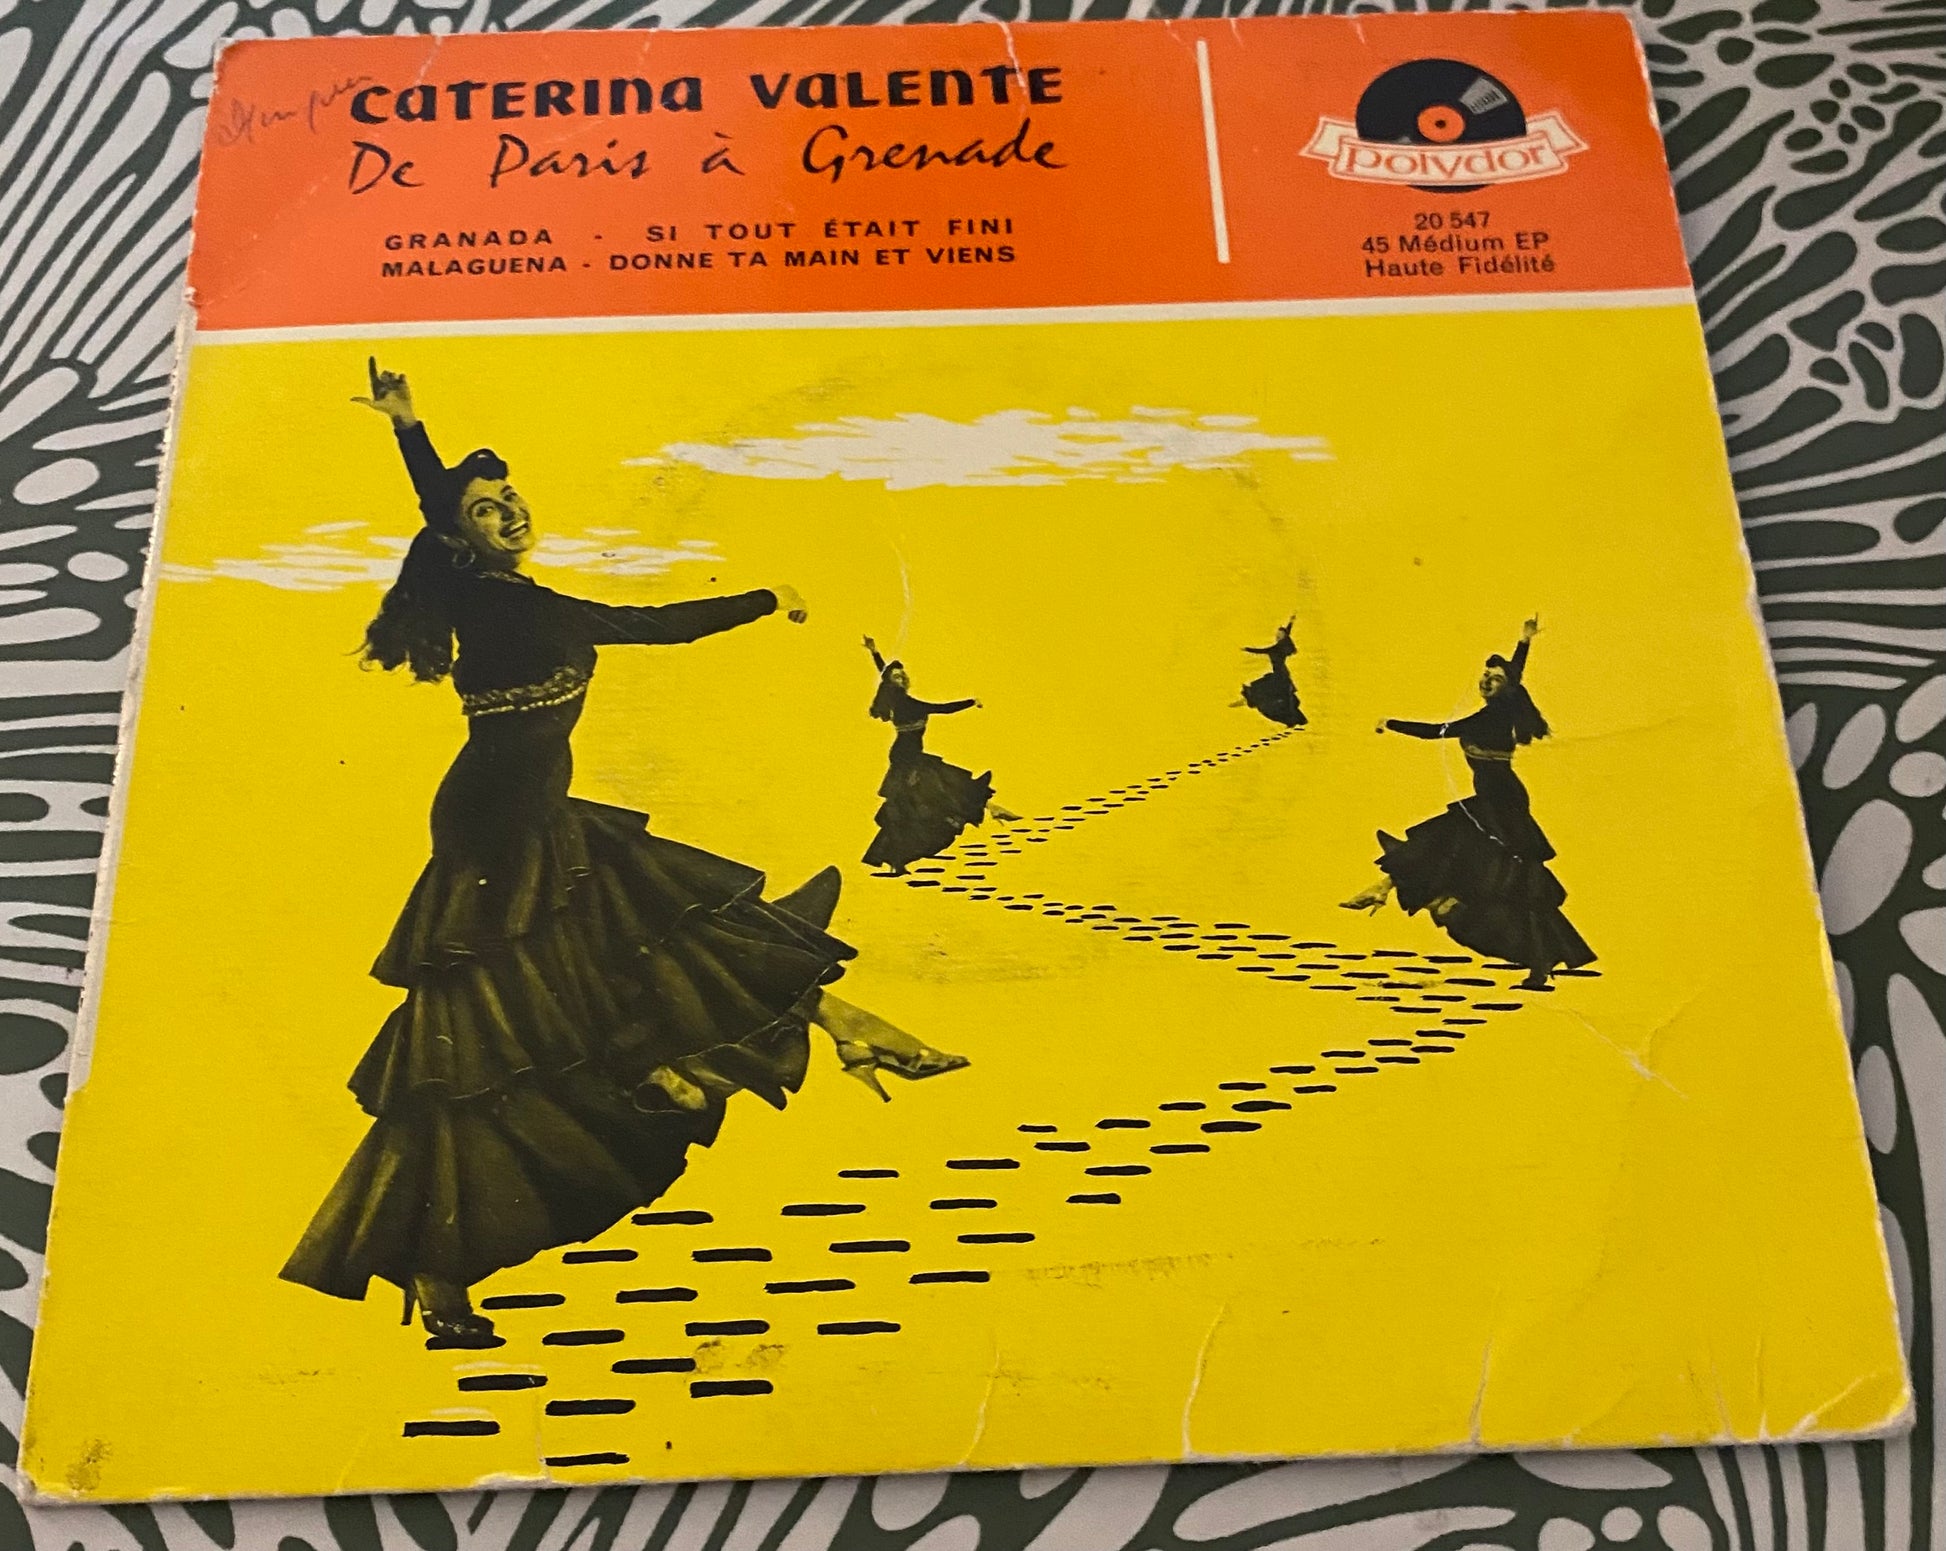 CATERINA VALENTE
De Paris à Grenade
GRANADA - SI TOUT ÉTAIT FINI
MALAGUENA - DONNE TA MAIN ET VIENS
polydor
20 547
45 Médium EP
Haute Fidélité